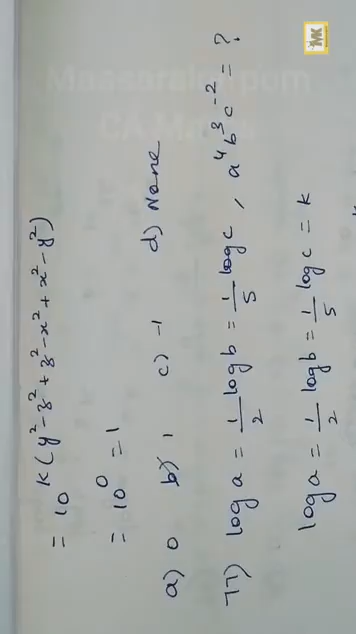 = 10^K(y²-z²+z²-x²+x²-y²)
= 10⁰ = 1
a) 0 b) 1 c) -1 d) None
77) log a = 1/2 log b = 1/5 log c , a⁴b³c⁻² = ?
log a = 1/2 log b = 1/5 log c = k
MK